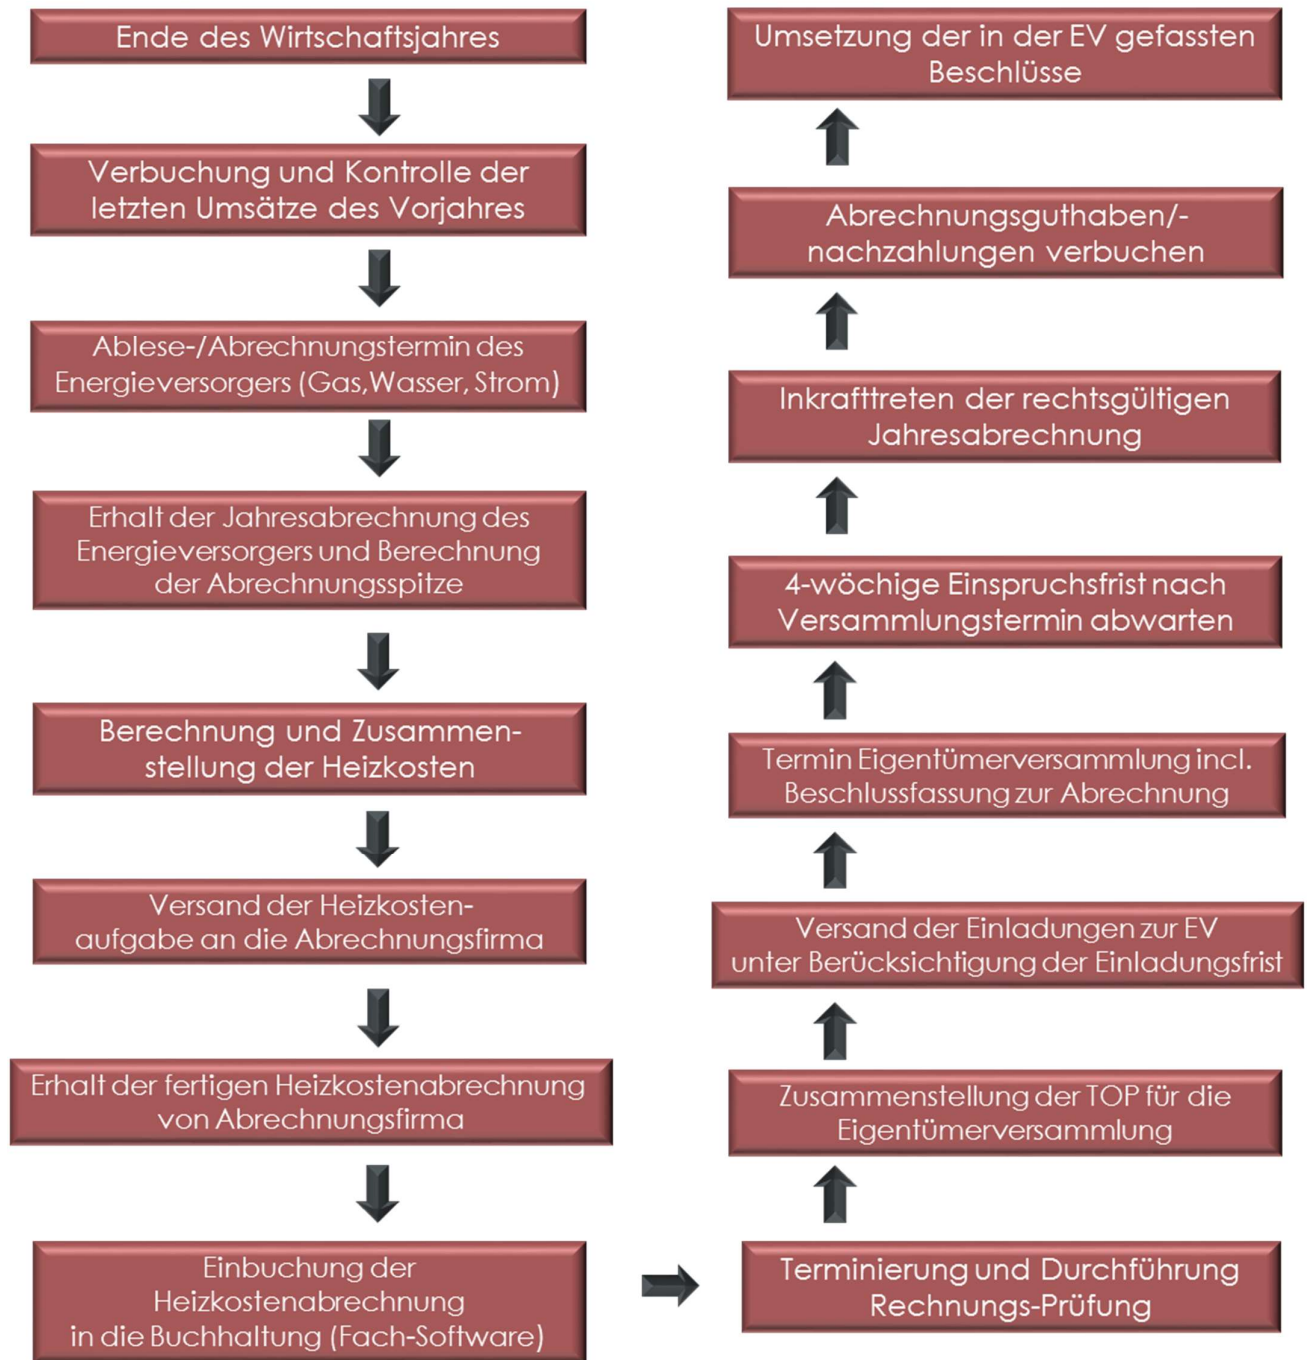 Ende des Wirtschaftsjahres
Verbuchung und Kontrolle der
letzten Umsätze des Vorjahres
Ablese-/Abrechnungstermin des
Energieversorgers (Gas,Wasser, Strom)
Erhalt der Jahresabrechnung des
Energieversorgers und Berechnung
der Abrechnungsspitze
Berechnung und Zusammen-
stellung der Heizkosten
Versand der Heizkosten-
aufgabe an die Abrechnungsfirma
Erhalt der fertigen Heizkostenabrechnung
von Abrechnungsfirma
Einbuchung der
Heizkostenabrechnung
in die Buchhaltung (Fach-Software)
Terminierung und Durchführung
Rechnungs-Prüfung
Zusammenstellung der TOP für die
Eigentümerversammlung
Versand der Einladungen zur EV
unter Berücksichtigung der Einladungsfrist
Termin Eigentümerversammlung incl.
Beschlussfassung zur Abrechnung
4-wöchige Einspruchsfrist nach
Versammlungstermin abwarten
Inkrafttreten der rechtsgültigen
Jahresabrechnung
Abrechnungsguthaben/-
nachzahlungen verbuchen
Umsetzung der in der EV gefassten
Beschlüsse